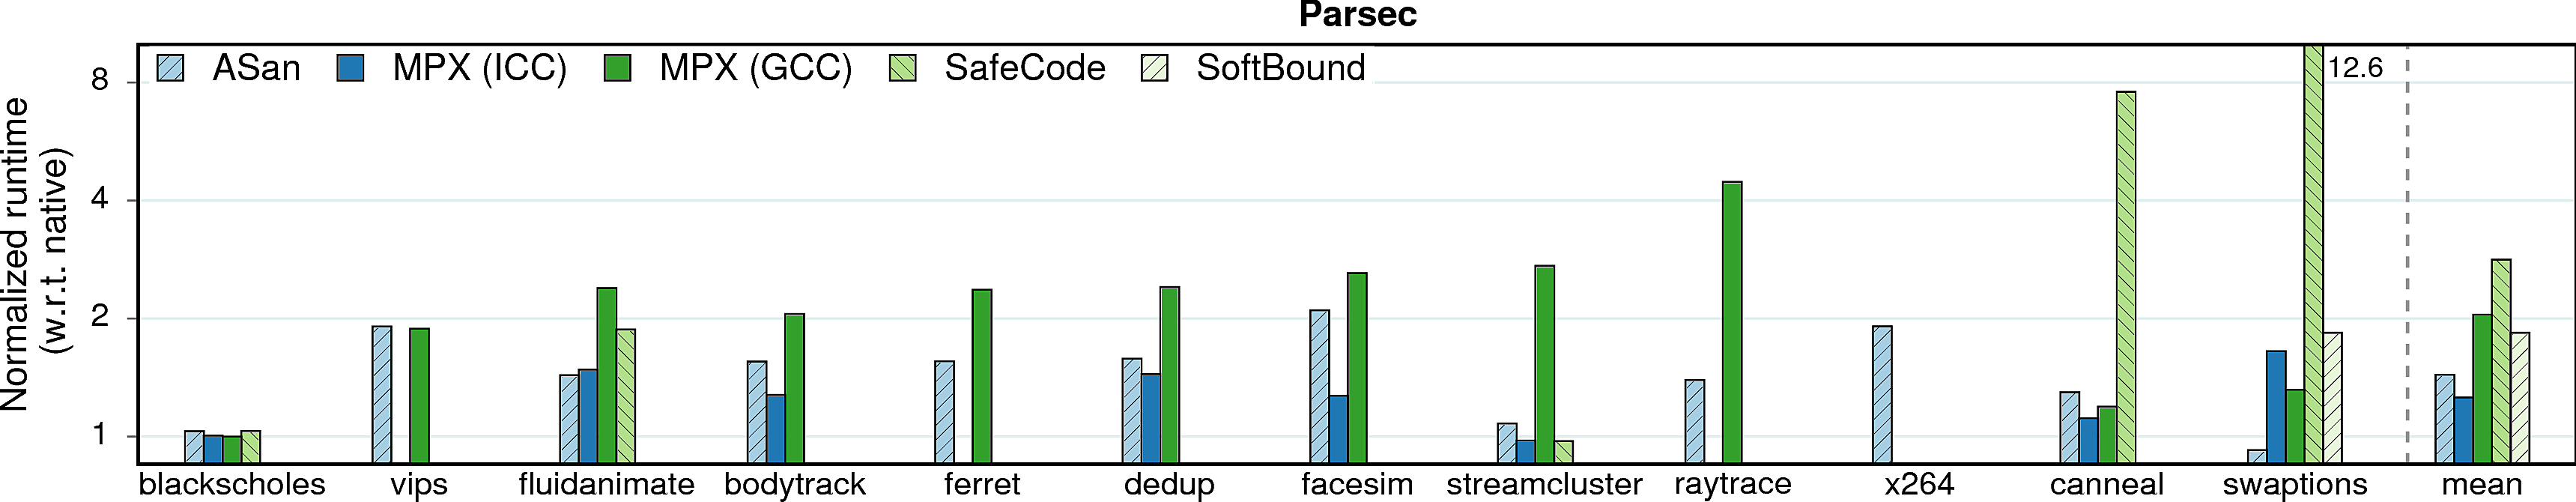 Parsec
ASan MPX (ICC) MPX (GCC) SafeCode SoftBound
Normalized runtime
(w.r.t. native)
8
4
2
1
12.6
blackscholes vips fluidanimate bodytrack ferret dedup facesim streamcluster raytrace x264 canneal swaptions mean